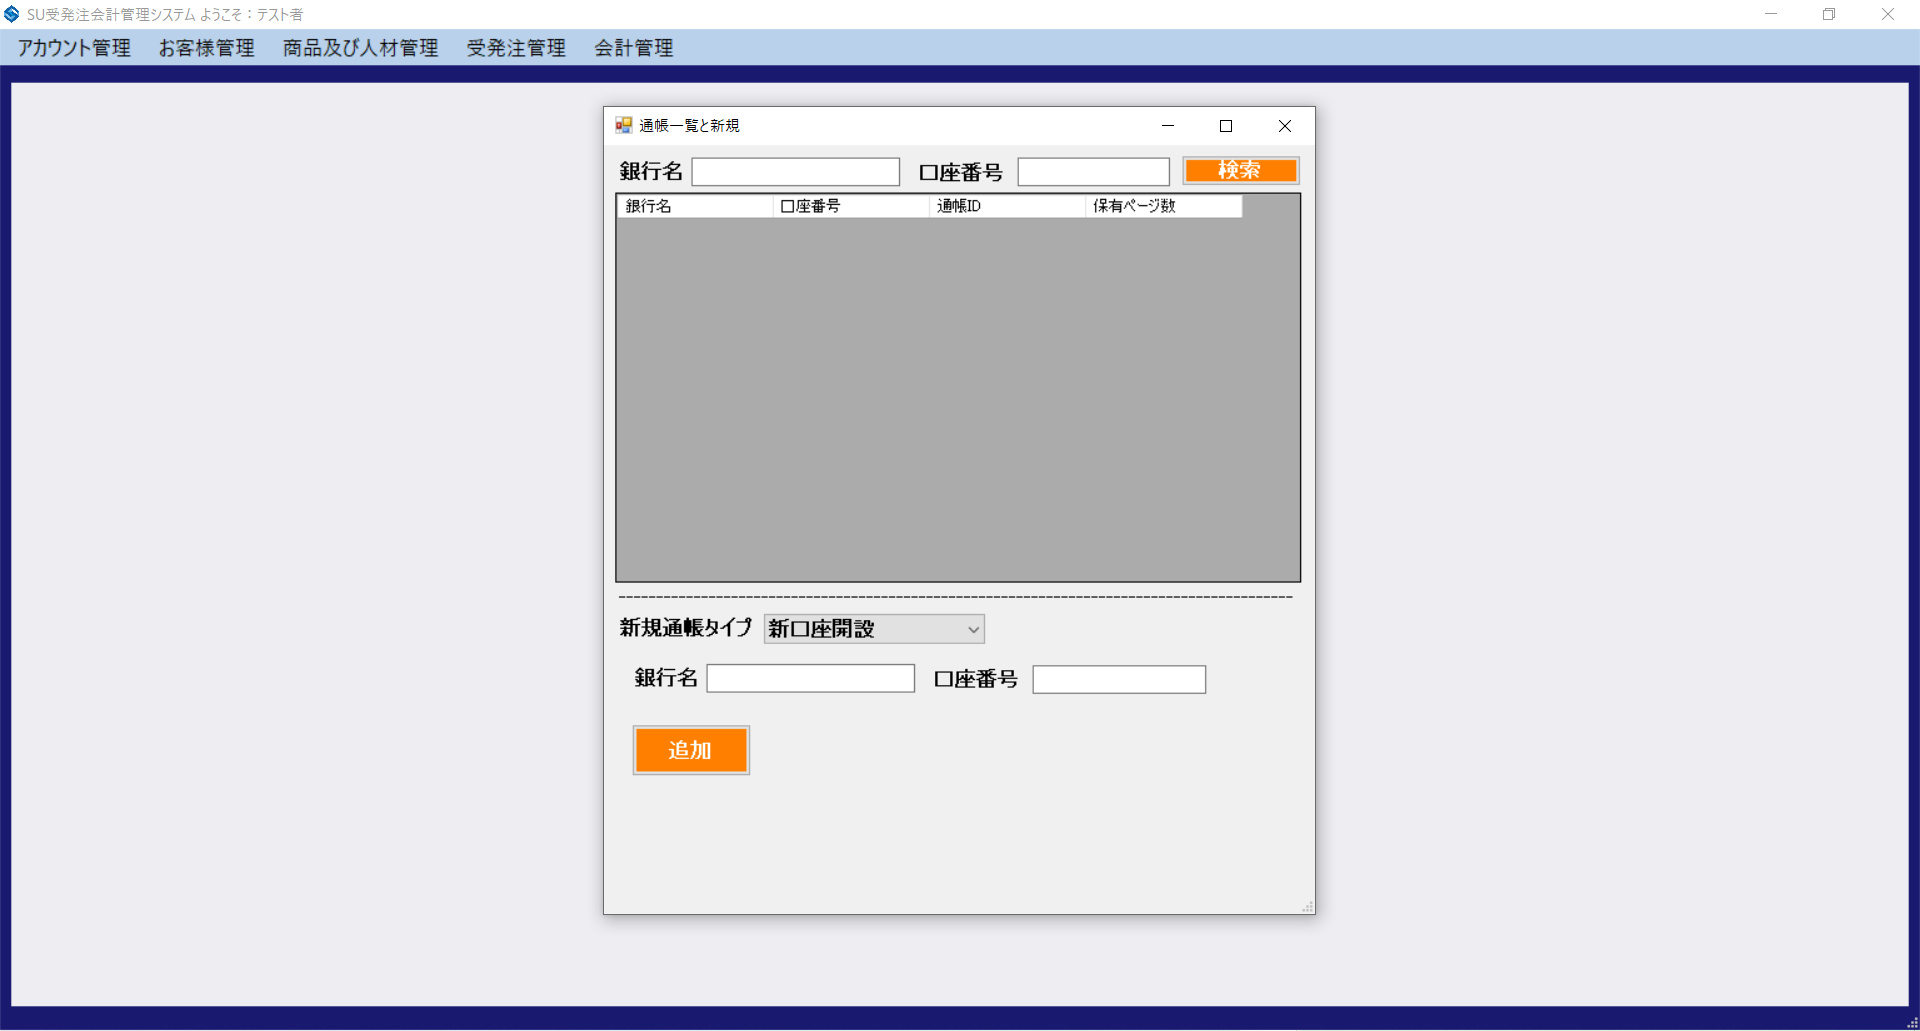 SU受発注会計管理システム ようこそ：テスト者
アカウント管理 お客様管理 商品及び人材管理 受発注管理 会計管理
通帳一覧と新規
銀行名 口座番号 検索
銀行名 口座番号 通帳ID 保有ページ数
新規通帳タイプ 新口座開設
銀行名 口座番号
追加